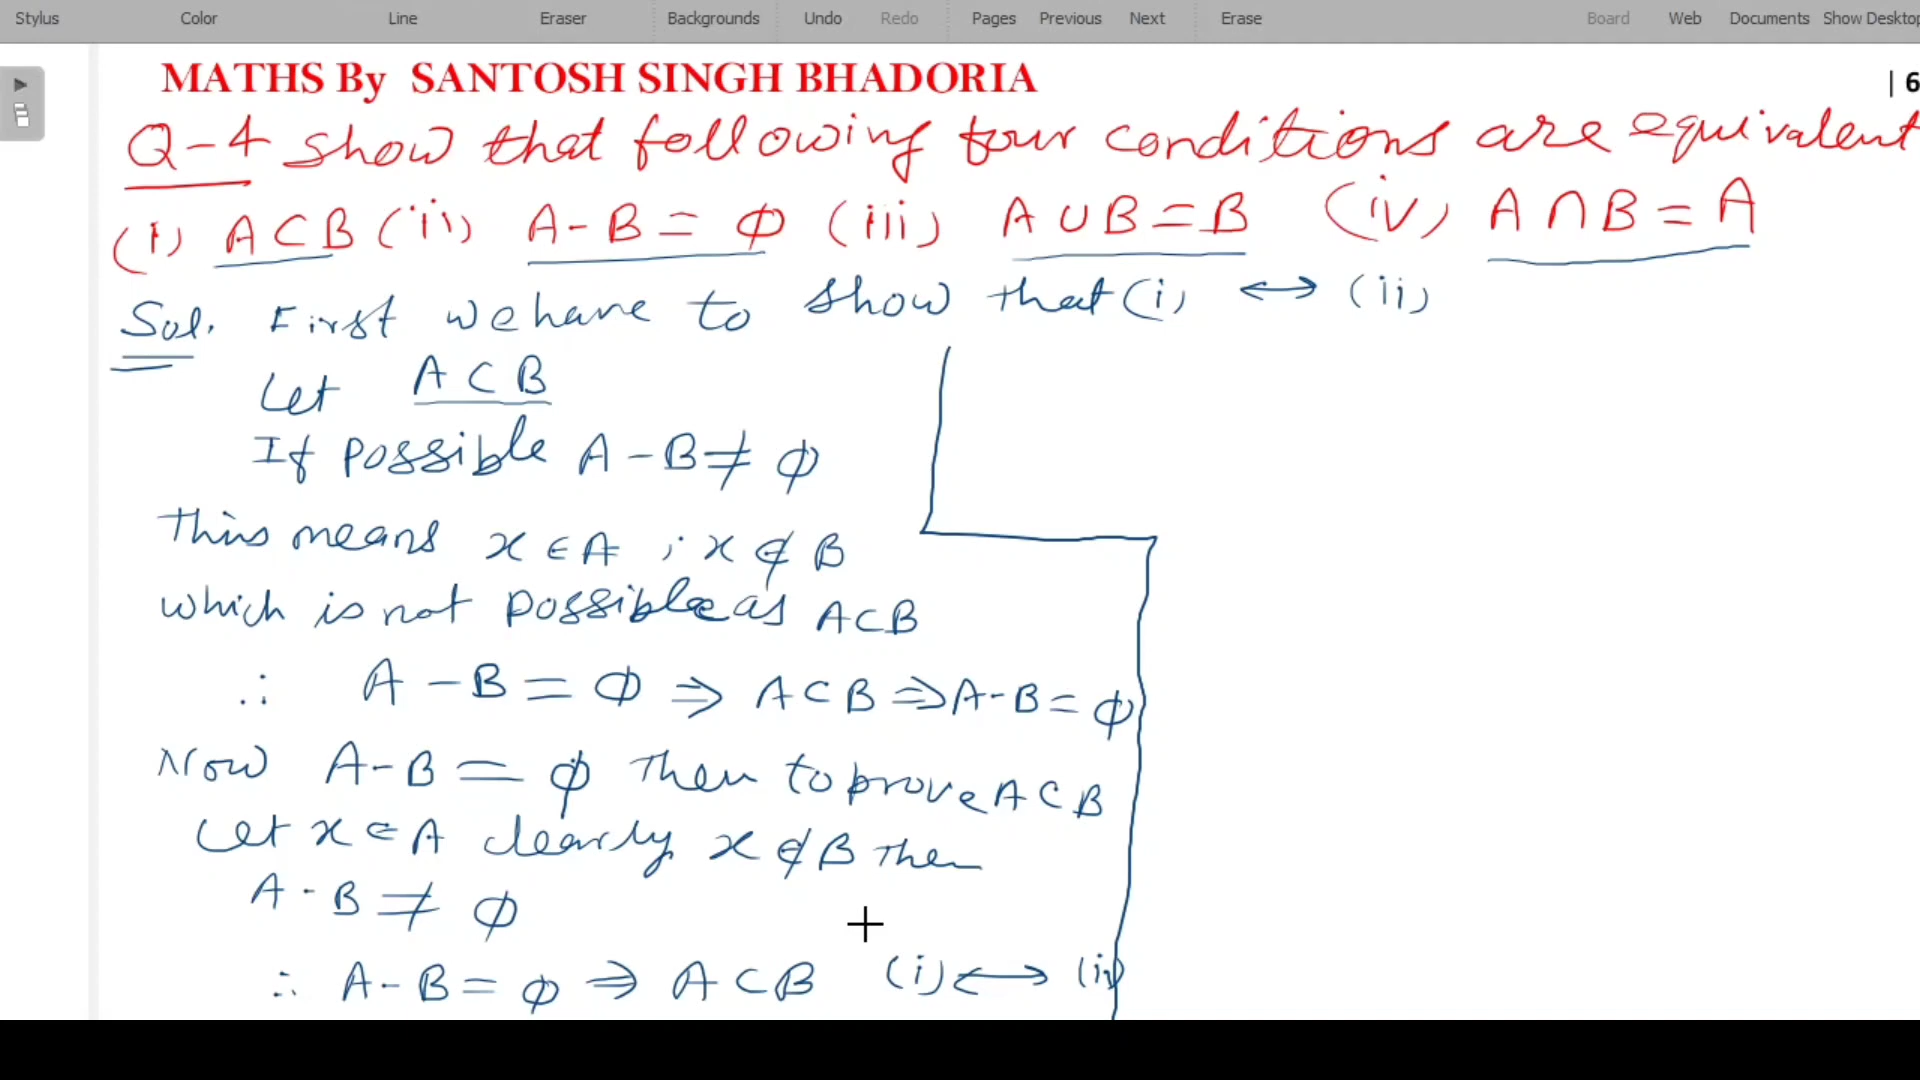 Stylus Color Line Eraser Backgrounds Undo Redo Pages Previous Next Erase Board Web Documents Show Desktop
MATHS By SANTOSH SINGH BHADORIA | 6
Q-4 show that following four conditions are equivalent
(i) A⊂B (ii) A-B=ϕ (iii) A∪B=B (iv) A∩B=A
Sol. First we have to show that (i) ↔ (ii)
Let A⊂B
If possible A-B≠ϕ
This means x∈A ; x∉B
which is not possible as A⊂B
∴ A-B=ϕ ⇒ A⊂B ⇒ A-B=ϕ
Now A-B=ϕ Then to prove A⊂B
Let x∈A clearly x∉B Then
A-B≠ϕ
∴ A-B=ϕ ⇒ A⊂B (i) ↔ (ii)